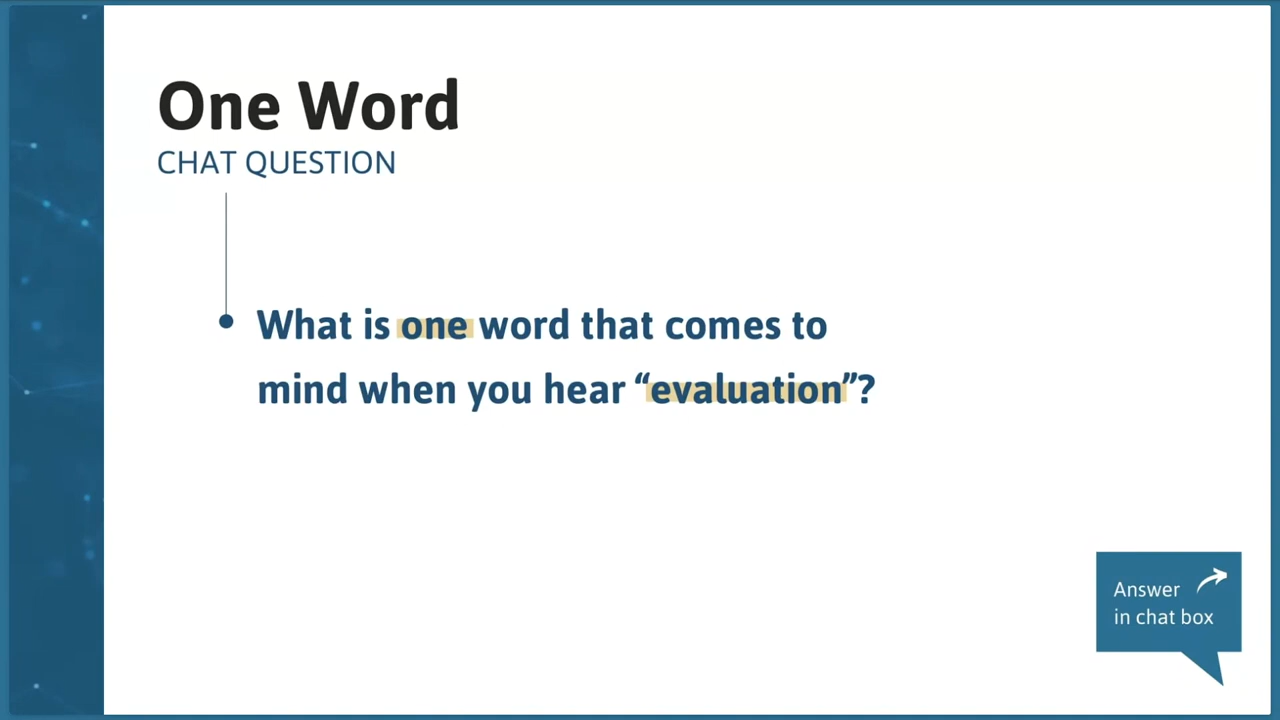 One Word
CHAT QUESTION
What is one word that comes to
mind when you hear “evaluation”?
Answer
in chat box